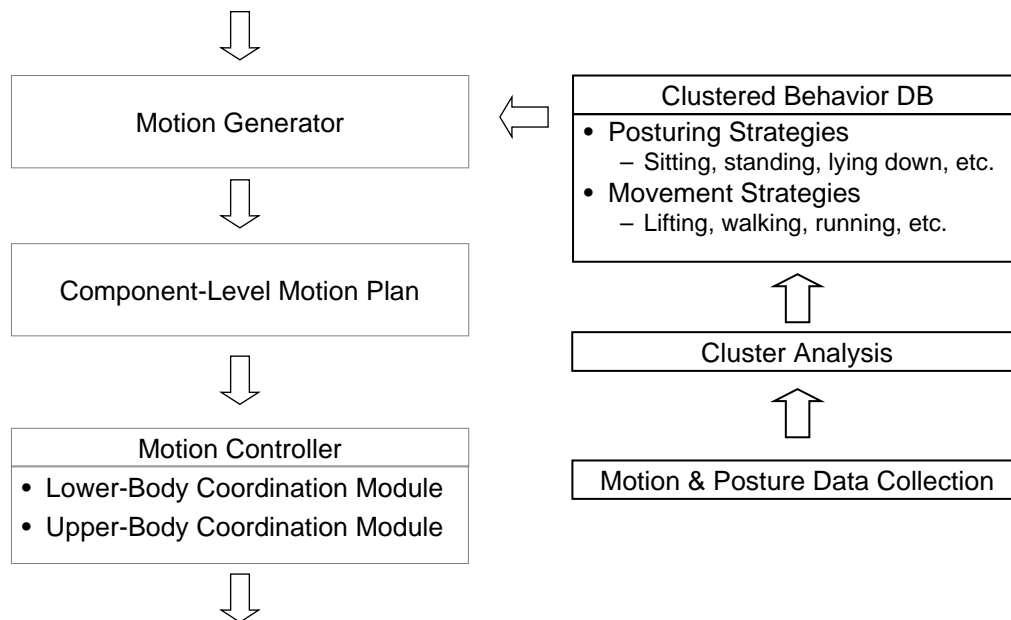 Motion Generator
Component-Level Motion Plan
Motion Controller
• Lower-Body Coordination Module
• Upper-Body Coordination Module
Clustered Behavior DB
• Posturing Strategies
– Sitting, standing, lying down, etc.
• Movement Strategies
– Lifting, walking, running, etc.
Cluster Analysis
Motion & Posture Data Collection